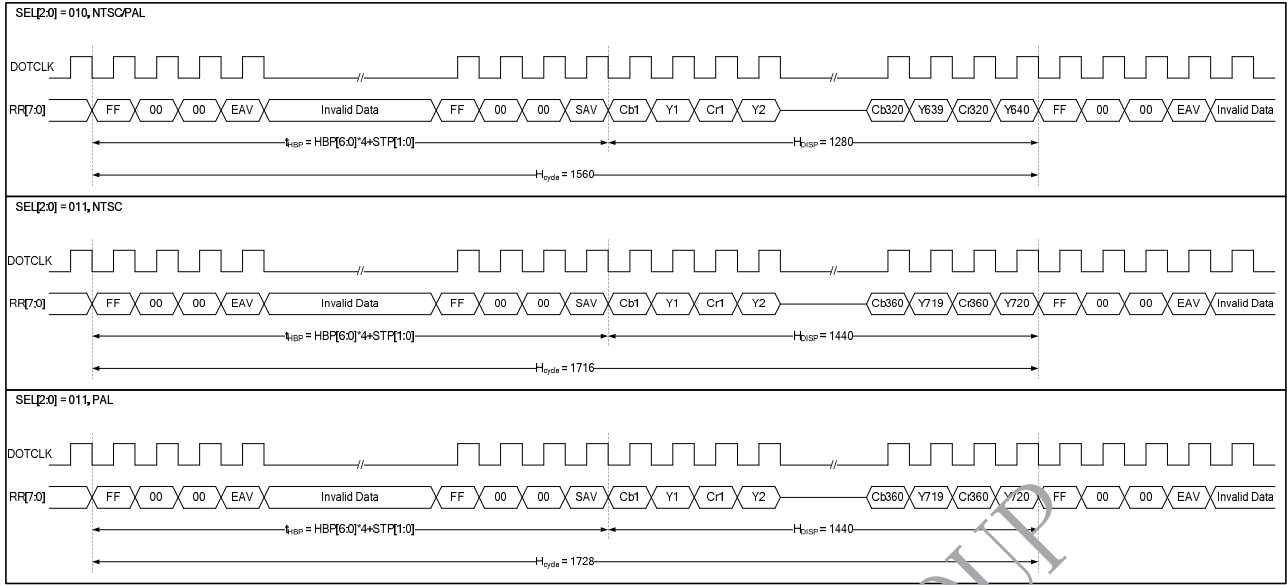 SEL[2:0] = 010, NTSC/PAL
DOTCLK
RR[7:0] FF 00 00 EAV Invalid Data FF 00 00 SAV Cb1 Y1 Cr1 Y2 Cb320 Y639 Cr320 Y640 FF 00 00 EAV Invalid Data
tHBP = HBP[6:0]*4+STP[1:0] HDISP = 1280
Hcycle = 1560
SEL[2:0] = 011, NTSC
DOTCLK
RR[7:0] FF 00 00 EAV Invalid Data FF 00 00 SAV Cb1 Y1 Cr1 Y2 Cb360 Y719 Cr360 Y720 FF 00 00 EAV Invalid Data
tHBP = HBP[6:0]*4+STP[1:0] HDISP = 1440
Hcycle = 1716
SEL[2:0] = 011, PAL
DOTCLK
RR[7:0] FF 00 00 EAV Invalid Data FF 00 00 SAV Cb1 Y1 Cr1 Y2 Cb360 Y719 Cr360 Y720 FF 00 00 EAV Invalid Data
tHBP = HBP[6:0]*4+STP[1:0] HDISP = 1440
Hcycle = 1728